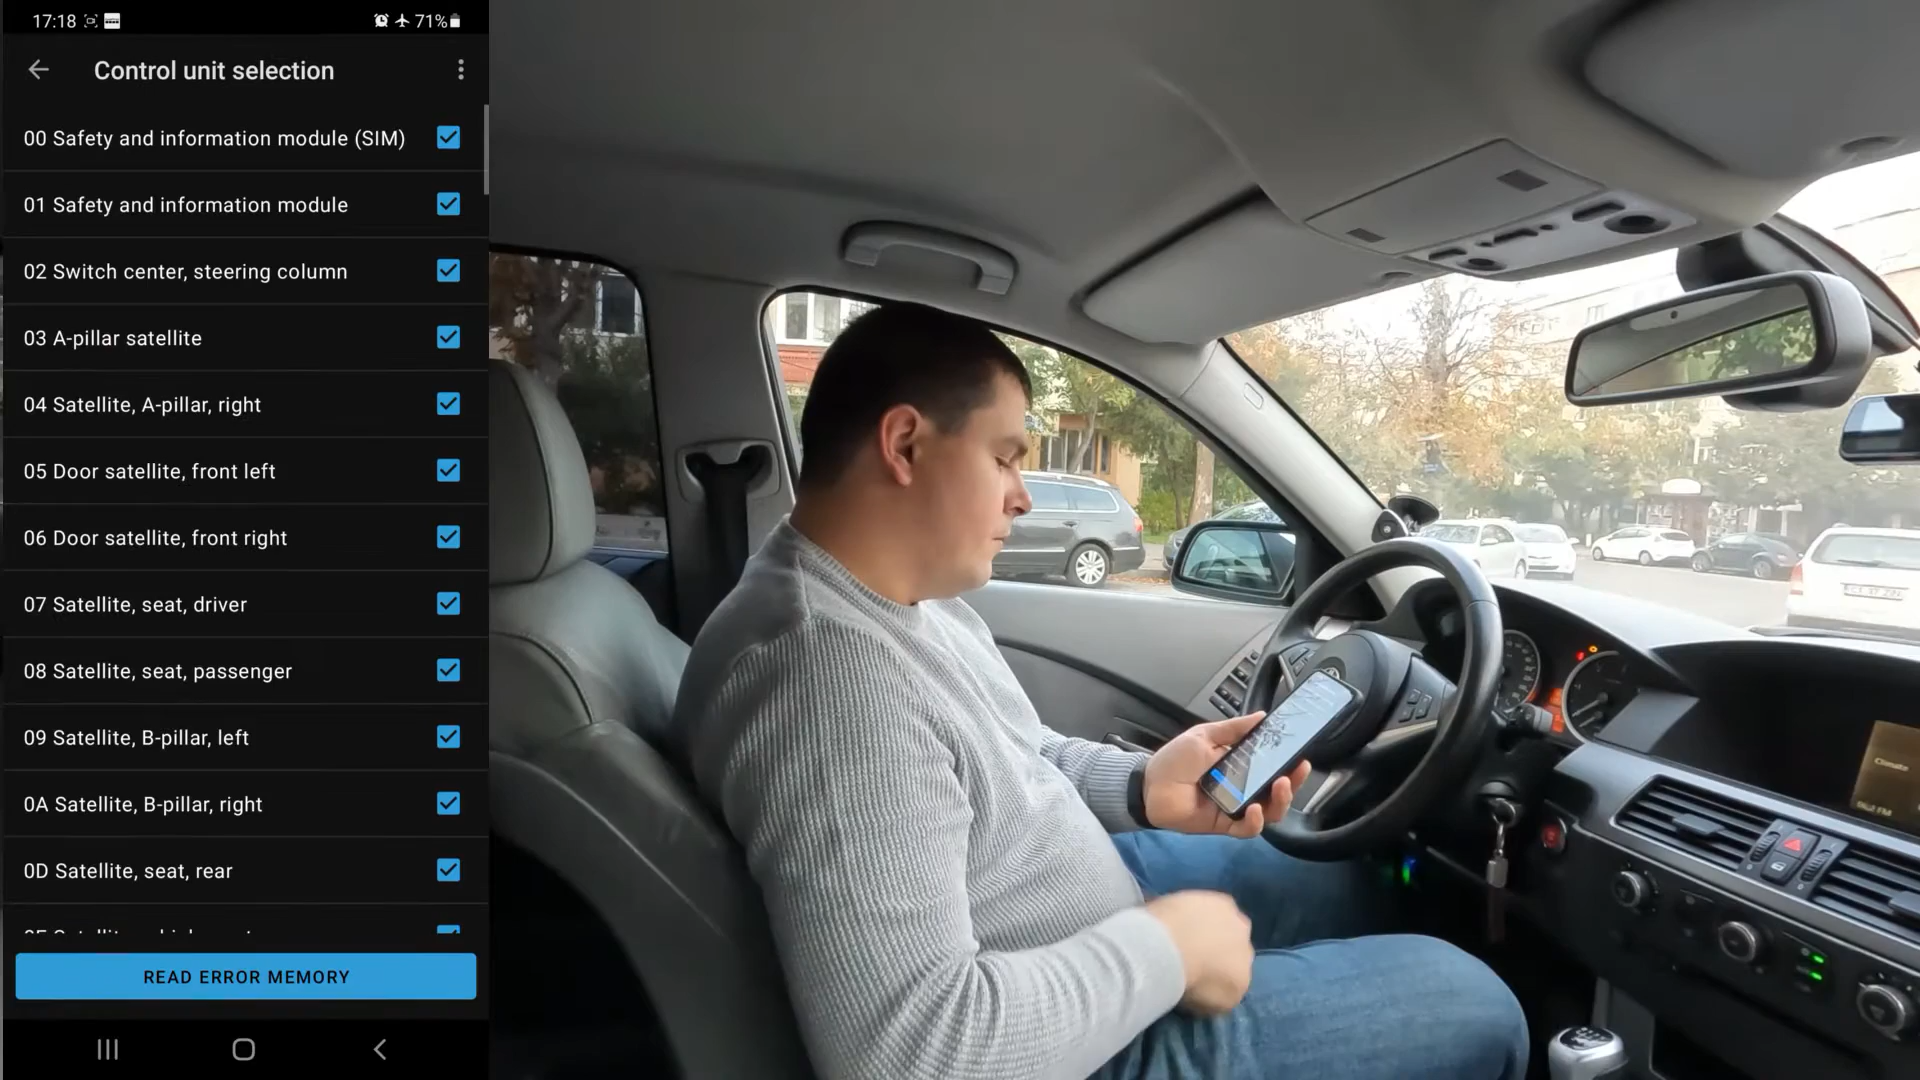 17:18
71%
Control unit selection
00 Safety and information module (SIM)
01 Safety and information module
02 Switch center, steering column
03 A-pillar satellite
04 Satellite, A-pillar, right
05 Door satellite, front left
06 Door satellite, front right
07 Satellite, seat, driver
08 Satellite, seat, passenger
09 Satellite, B-pillar, left
0A Satellite, B-pillar, right
0D Satellite, seat, rear
READ ERROR MEMORY
Climate
FM